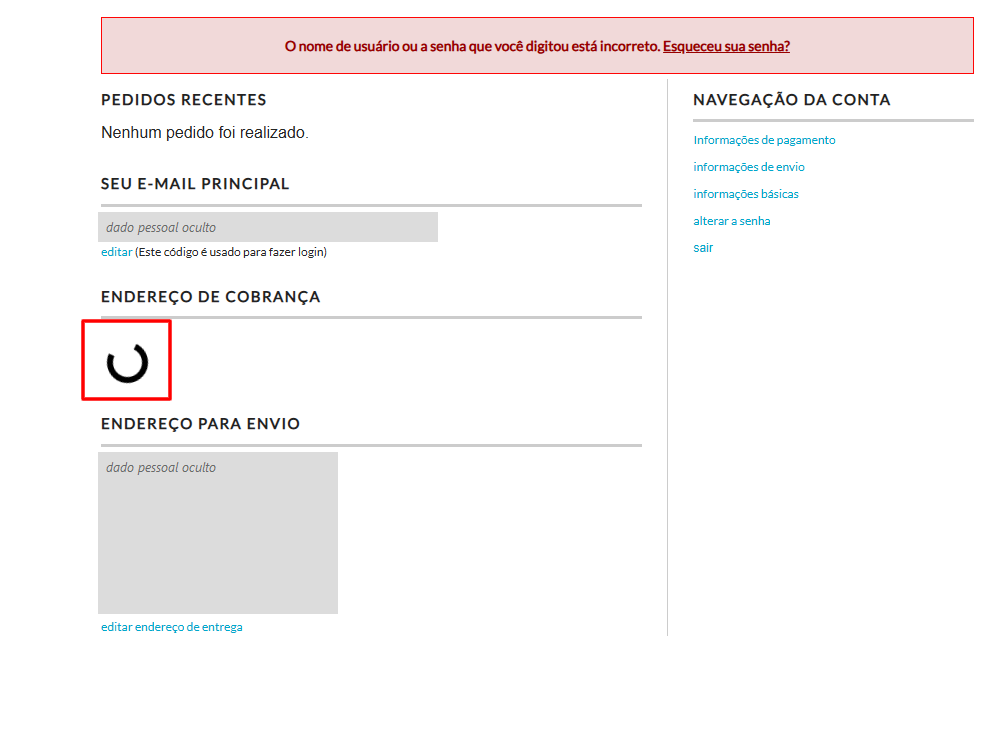 O nome de usuário ou a senha que você digitou está incorreto. Esqueceu sua senha?
PEDIDOS RECENTES
Nenhum pedido foi realizado.
SEU E-MAIL PRINCIPAL
dado pessoal oculto
editar (Este código é usado para fazer login)
ENDEREÇO DE COBRANÇA
ENDEREÇO PARA ENVIO
dado pessoal oculto
editar endereço de entrega
NAVEGAÇÃO DA CONTA
Informações de pagamento
informações de envio
informações básicas
alterar a senha
sair